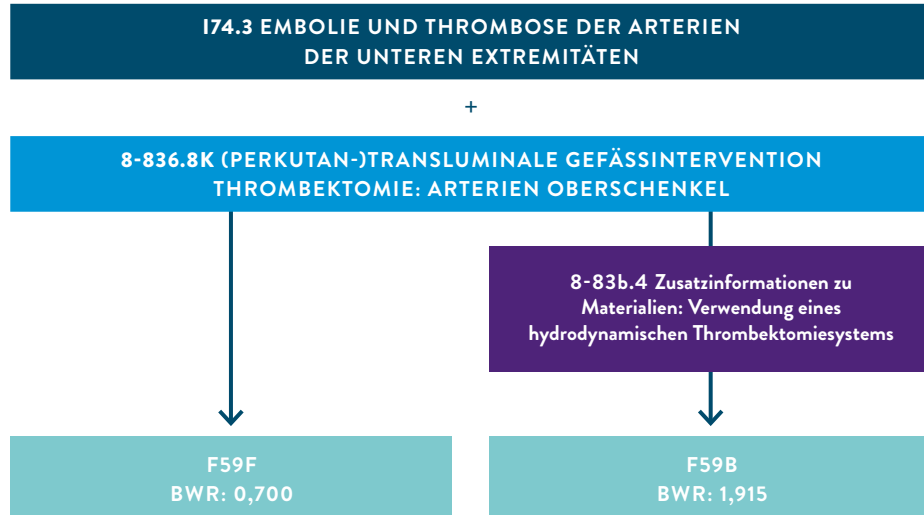 I74.3 EMBOLIE UND THROMBOSE DER ARTERIEN
DER UNTEREN EXTREMITÄTEN
+
8-836.8K (PERKUTAN-)TRANSLUMINALE GEFÄSSINTERVENTION
THROMBEKTOMIE: ARTERIEN OBERSCHENKEL
8-83b.4 Zusatzinformationen zu
Materialien: Verwendung eines
hydrodynamischen Thrombektomiesystems
F59F
BWR: 0,700
F59B
BWR: 1,915